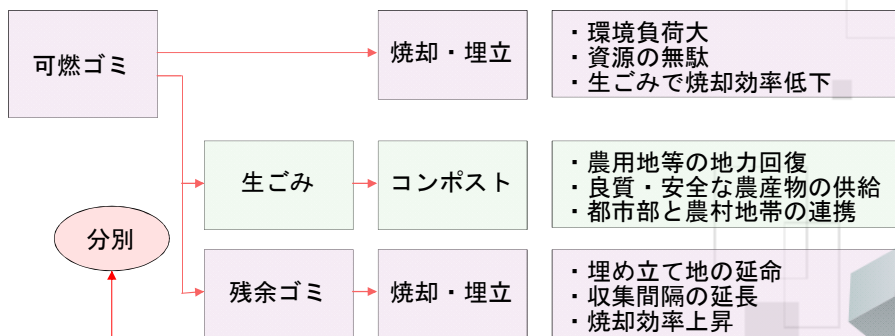 可燃ゴミ
焼却・埋立
・環境負荷大
・資源の無駄
・生ごみで焼却効率低下
生ごみ
コンポスト
・農用地等の地力回復
・良質・安全な農産物の供給
・都市部と農村地帯の連携
分別
残余ゴミ
焼却・埋立
・埋め立て地の延命
・収集間隔の延長
・焼却効率上昇